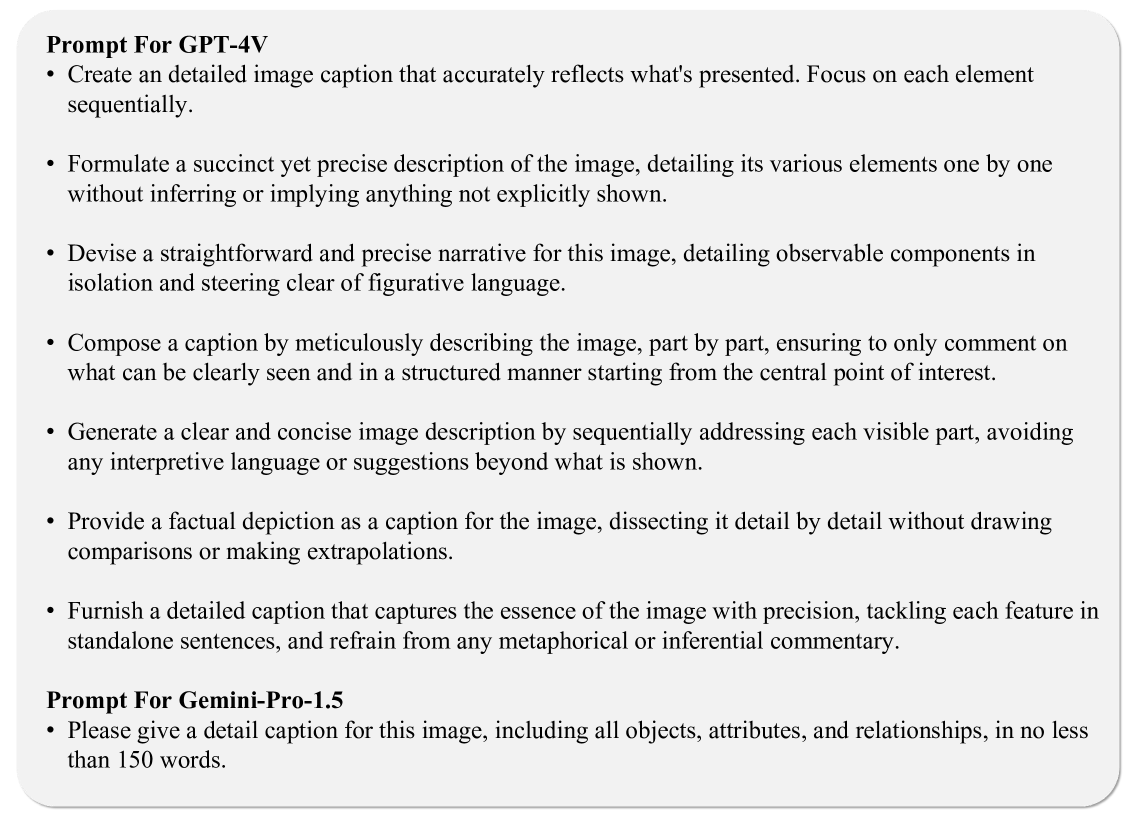 Prompt For GPT-4V
• Create an detailed image caption that accurately reflects what's presented. Focus on each element
sequentially.
• Formulate a succinct yet precise description of the image, detailing its various elements one by one
without inferring or implying anything not explicitly shown.
• Devise a straightforward and precise narrative for this image, detailing observable components in
isolation and steering clear of figurative language.
• Compose a caption by meticulously describing the image, part by part, ensuring to only comment on
what can be clearly seen and in a structured manner starting from the central point of interest.
• Generate a clear and concise image description by sequentially addressing each visible part, avoiding
any interpretive language or suggestions beyond what is shown.
• Provide a factual depiction as a caption for the image, dissecting it detail by detail without drawing
comparisons or making extrapolations.
• Furnish a detailed caption that captures the essence of the image with precision, tackling each feature in
standalone sentences, and refrain from any metaphorical or inferential commentary.
Prompt For Gemini-Pro-1.5
• Please give a detail caption for this image, including all objects, attributes, and relationships, in no less
than 150 words.